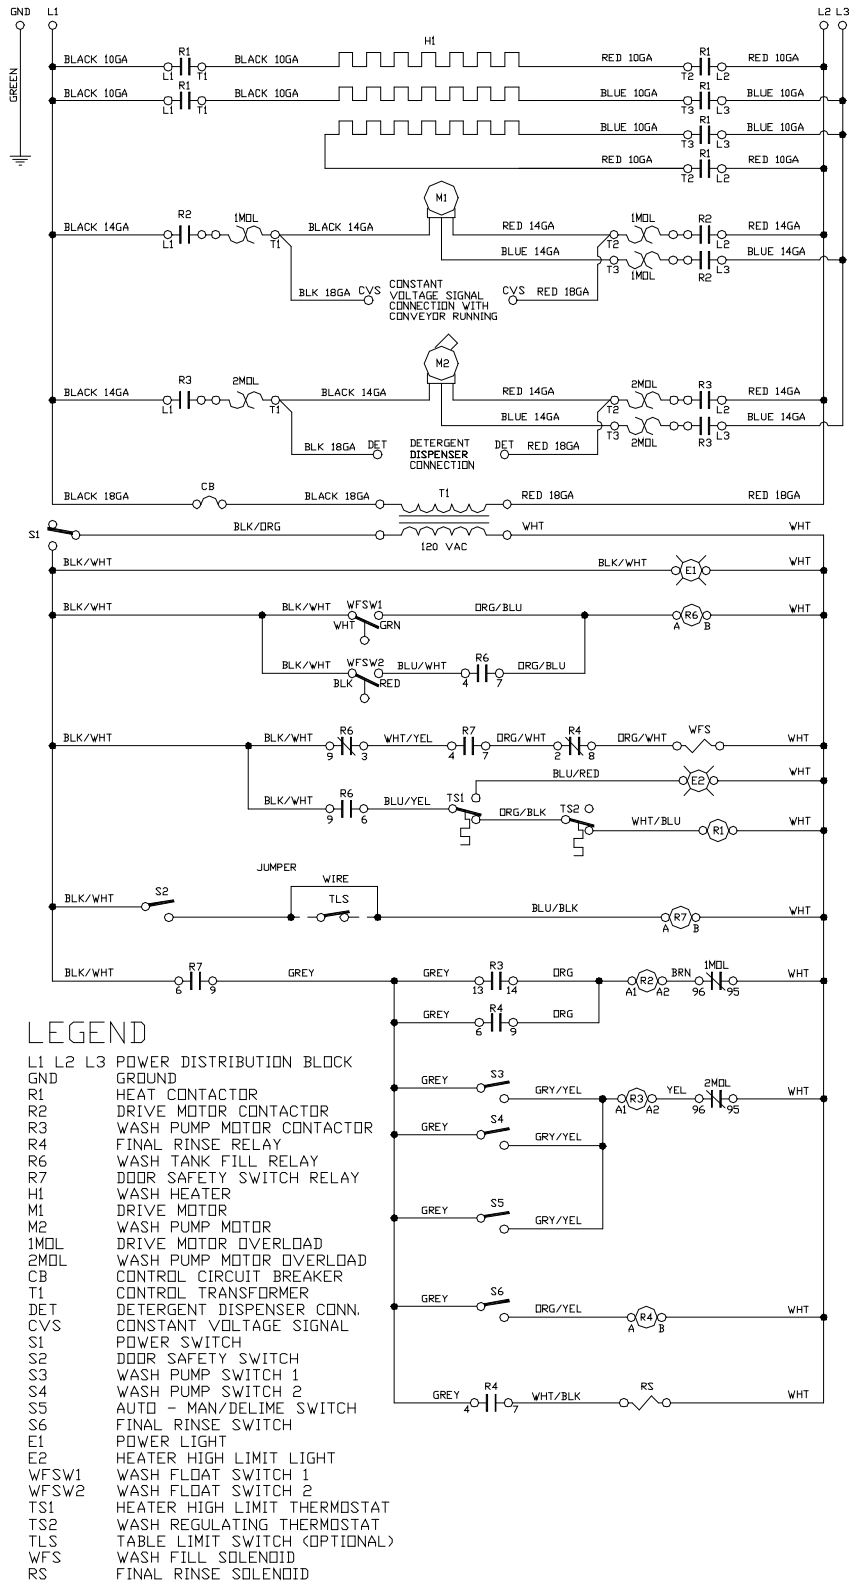 GND L1 L2 L3
H1
BLACK 10GA R1 BLACK 10GA RED 10GA R1 RED 10GA
L1 T1 T2 L2
GREEN
BLACK 10GA R1 BLACK 10GA BLUE 10GA R1 BLUE 10GA
L1 T1 T3 L3
BLUE 10GA R1 BLUE 10GA
T3 L3
RED 10GA R1 RED 10GA
T2 L2
M1
BLACK 14GA R2 1MOL BLACK 14GA RED 14GA 1MOL R2 RED 14GA
L1 T1 T2 L2
BLUE 14GA BLUE 14GA
T3 1MOL R2 L3
BLK 18GA CVS CONSTANT CVS RED 18GA
VOLTAGE SIGNAL
CONNECTION WITH
CONVEYOR RUNNING
M2
BLACK 14GA R3 2MOL BLACK 14GA RED 14GA 2MOL R3 RED 14GA
L1 T1 T2 L2
BLUE 14GA BLUE 14GA
T3 2MOL R3 L3
BLK 18GA DET DETERGENT DET RED 18GA
DISPENSER
CONNECTION
BLACK 18GA CB BLACK 18GA T1 RED 18GA RED 18GA
S1 BLK/ORG WHT WHT
120 VAC
BLK/WHT BLK/WHT E1 WHT
BLK/WHT BLK/WHT WFSW1 ORG/BLU R6 WHT
WHT GRN A B
BLK/WHT WFSW2 BLU/WHT R6 ORG/BLU
BLK RED 4 7
BLK/WHT BLK/WHT R6 WHT/YEL R7 ORG/WHT R4 ORG/WHT WFS WHT
9 3 4 7 2 8
BLU/RED E2 WHT
BLK/WHT R6 BLU/YEL TS1 ORG/BLK TS2 WHT/BLU R1 WHT
9 6
JUMPER
WIRE
BLK/WHT S2 TLS BLU/BLK R7 WHT
A B
BLK/WHT R7 GREY GREY R3 ORG R2 BRN 1MOL WHT
6 9 13 14 A1 A2 96 95
GREY R4 ORG
6 9
GREY S3 GRY/YEL R3 YEL 2MOL WHT
A1 A2 96 95
GREY S4 GRY/YEL
GREY S5 GRY/YEL
GREY S6 ORG/YEL R4 WHT
A B
GREY R4 WHT/BLK RS WHT
4 7
LEGEND
L1 L2 L3 POWER DISTRIBUTION BLOCK
GND GROUND
R1 HEAT CONTACTOR
R2 DRIVE MOTOR CONTACTOR
R3 WASH PUMP MOTOR CONTACTOR
R4 FINAL RINSE RELAY
R6 WASH TANK FILL RELAY
R7 DOOR SAFETY SWITCH RELAY
H1 WASH HEATER
M1 DRIVE MOTOR
M2 WASH PUMP MOTOR
1MOL DRIVE MOTOR OVERLOAD
2MOL WASH PUMP MOTOR OVERLOAD
CB CONTROL CIRCUIT BREAKER
T1 CONTROL TRANSFORMER
DET DETERGENT DISPENSER CONN.
CVS CONSTANT VOLTAGE SIGNAL
S1 POWER SWITCH
S2 DOOR SAFETY SWITCH
S3 WASH PUMP SWITCH 1
S4 WASH PUMP SWITCH 2
S5 AUTO - MAN/DELIME SWITCH
S6 FINAL RINSE SWITCH
E1 POWER LIGHT
E2 HEATER HIGH LIMIT LIGHT
WFSW1 WASH FLOAT SWITCH 1
WFSW2 WASH FLOAT SWITCH 2
TS1 HEATER HIGH LIMIT THERMOSTAT
TS2 WASH REGULATING THERMOSTAT
TLS TABLE LIMIT SWITCH (OPTIONAL)
WFS WASH FILL SOLENOID
RS FINAL RINSE SOLENOID